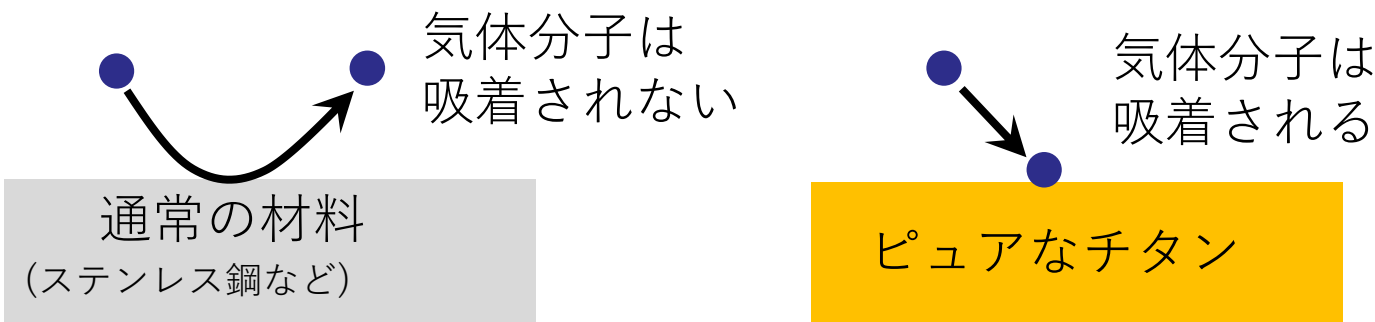 気体分子は
吸着されない
通常の材料
(ステンレス鋼など)
気体分子は
吸着される
ピュアなチタン